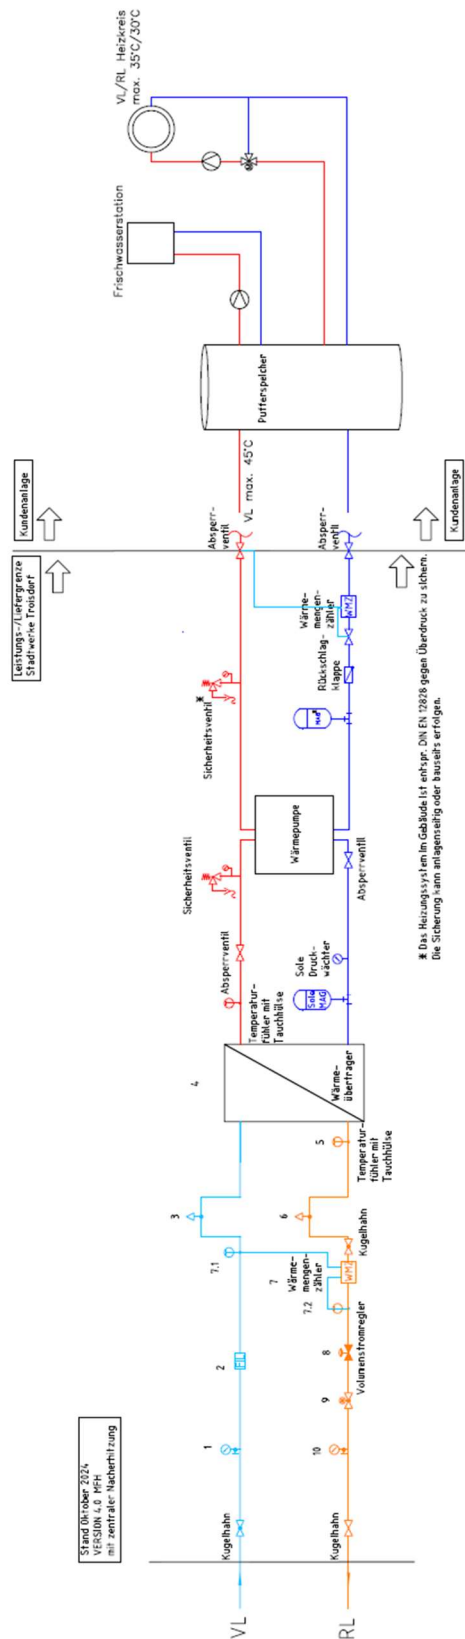 Stand Oktober 2024
VERSION 4.0 MFH
mit zentraler Nacherhitzung
Leistungs-/Liefergrenze
Stadtwerke Troisdorf
Kundenanlage
VL
Kugelhahn
1
2
7.1
3
4
Temperatur-
fühler mit
Tauchhülse
Absperrventil
Sicherheitsventil
Sicherheitsventil*
Absperr-
ventil
VL max. 45°C
Frischwasserstation
VL/RL Heizkreis
max. 35°C/30°C
RL
Kugelhahn
10
9
8
Volumenstromregler
7.2
7
Wärme-
mengen-
zähler
WMZ
Kugelhahn
6
5
Temperatur-
fühler mit
Tauchhülse
Wärme-
übertrager
Sole
MAG
Sole
Druck-
wächter
Absperrventil
Wärmepumpe
MAG
Rückschlag-
klappe
Wärme-
mengen-
zähler
WMZ
Absperr-
ventil
Pufferspeicher
Kundenanlage
* Das Heizungssystem im Gebäude ist entspr. DIN EN 12828 gegen Überdruck zu sichern.
Die Sicherung kann anlagenseitig oder bauseits erfolgen.